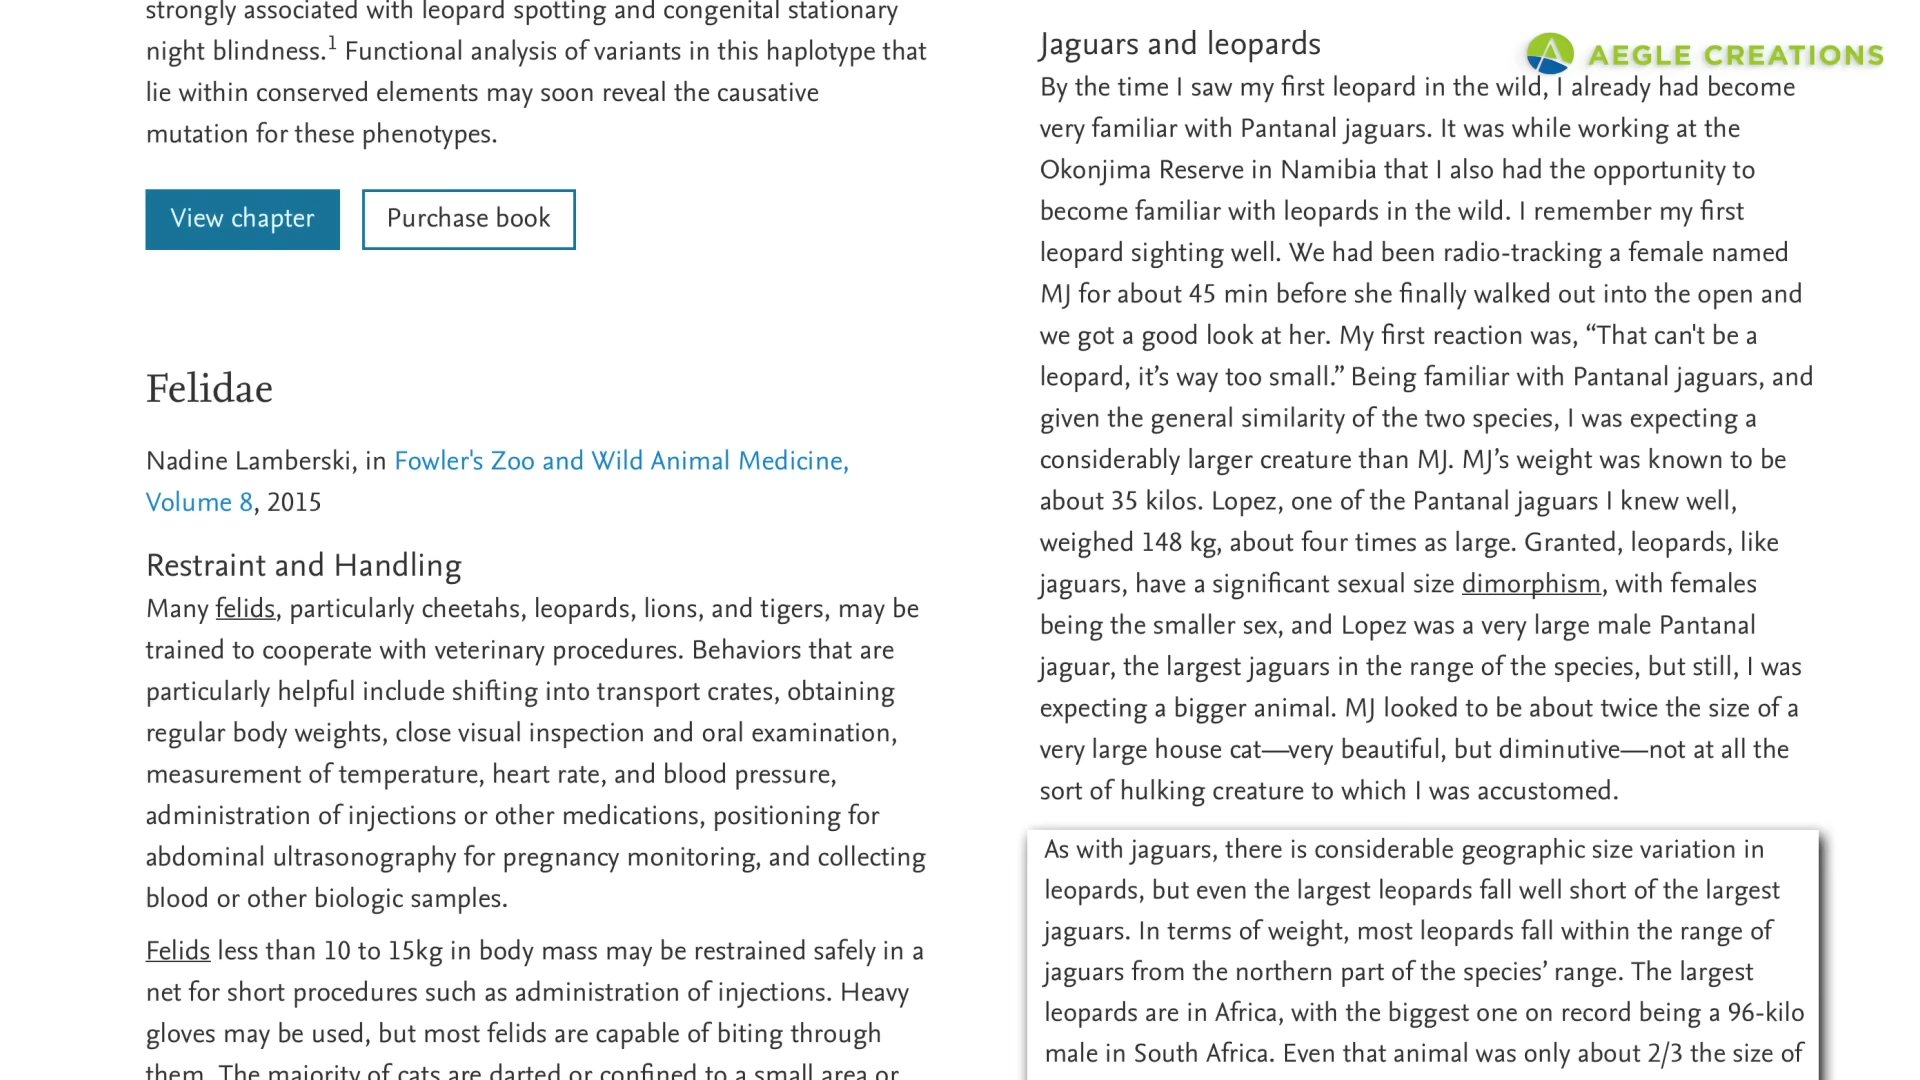 strongly associated with leopard spotting and congenital stationary
night blindness.1 Functional analysis of variants in this haplotype that
lie within conserved elements may soon reveal the causative
mutation for these phenotypes.
View chapter
Purchase book
Felidae
Nadine Lamberski, in Fowler's Zoo and Wild Animal Medicine,
Volume 8, 2015
Restraint and Handling
Many felids, particularly cheetahs, leopards, lions, and tigers, may be
trained to cooperate with veterinary procedures. Behaviors that are
particularly helpful include shifting into transport crates, obtaining
regular body weights, close visual inspection and oral examination,
measurement of temperature, heart rate, and blood pressure,
administration of injections or other medications, positioning for
abdominal ultrasonography for pregnancy monitoring, and collecting
blood or other biologic samples.
Felids less than 10 to 15kg in body mass may be restrained safely in a
net for short procedures such as administration of injections. Heavy
gloves may be used, but most felids are capable of biting through
them. The majority of cats are darted or confined to a small area or
AEGLE CREATIONS
Jaguars and leopards
By the time I saw my first leopard in the wild, I already had become
very familiar with Pantanal jaguars. It was while working at the
Okonjima Reserve in Namibia that I also had the opportunity to
become familiar with leopards in the wild. I remember my first
leopard sighting well. We had been radio-tracking a female named
MJ for about 45 min before she finally walked out into the open and
we got a good look at her. My first reaction was, “That can't be a
leopard, it’s way too small.” Being familiar with Pantanal jaguars, and
given the general similarity of the two species, I was expecting a
considerably larger creature than MJ. MJ’s weight was known to be
about 35 kilos. Lopez, one of the Pantanal jaguars I knew well,
weighed 148 kg, about four times as large. Granted, leopards, like
jaguars, have a significant sexual size dimorphism, with females
being the smaller sex, and Lopez was a very large male Pantanal
jaguar, the largest jaguars in the range of the species, but still, I was
expecting a bigger animal. MJ looked to be about twice the size of a
very large house cat—very beautiful, but diminutive—not at all the
sort of hulking creature to which I was accustomed.
As with jaguars, there is considerable geographic size variation in
leopards, but even the largest leopards fall well short of the largest
jaguars. In terms of weight, most leopards fall within the range of
jaguars from the northern part of the species’ range. The largest
leopards are in Africa, with the biggest one on record being a 96-kilo
male in South Africa. Even that animal was only about 2/3 the size of